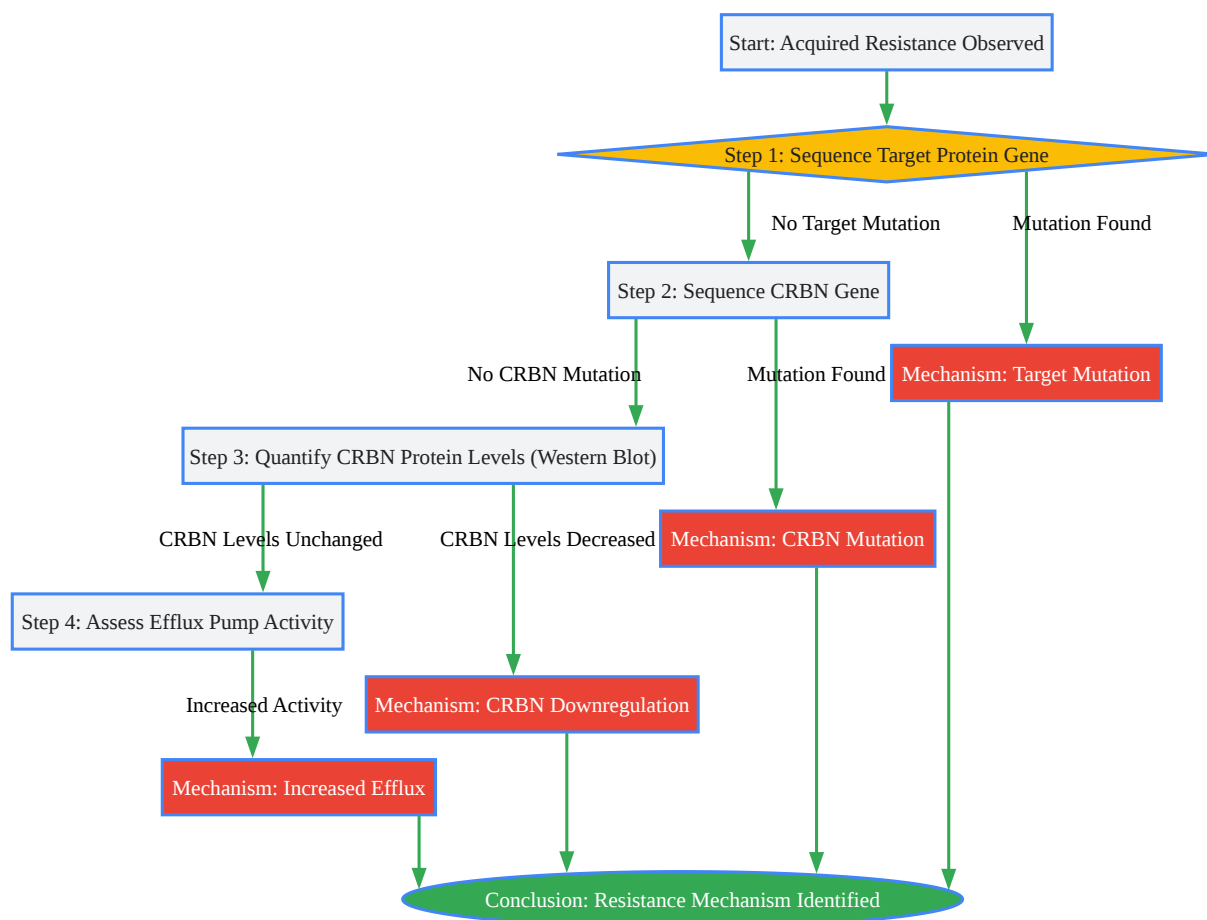 Start: Acquired Resistance Observed
Step 1: Sequence Target Protein Gene
No Target Mutation
Mutation Found
Step 2: Sequence CRBN Gene
No CRBN Mutation
Mutation Found
Mechanism: Target Mutation
Step 3: Quantify CRBN Protein Levels (Western Blot)
CRBN Levels Unchanged
CRBN Levels Decreased
Mechanism: CRBN Mutation
Step 4: Assess Efflux Pump Activity
Increased Activity
Mechanism: CRBN Downregulation
Mechanism: Increased Efflux
Conclusion: Resistance Mechanism Identified